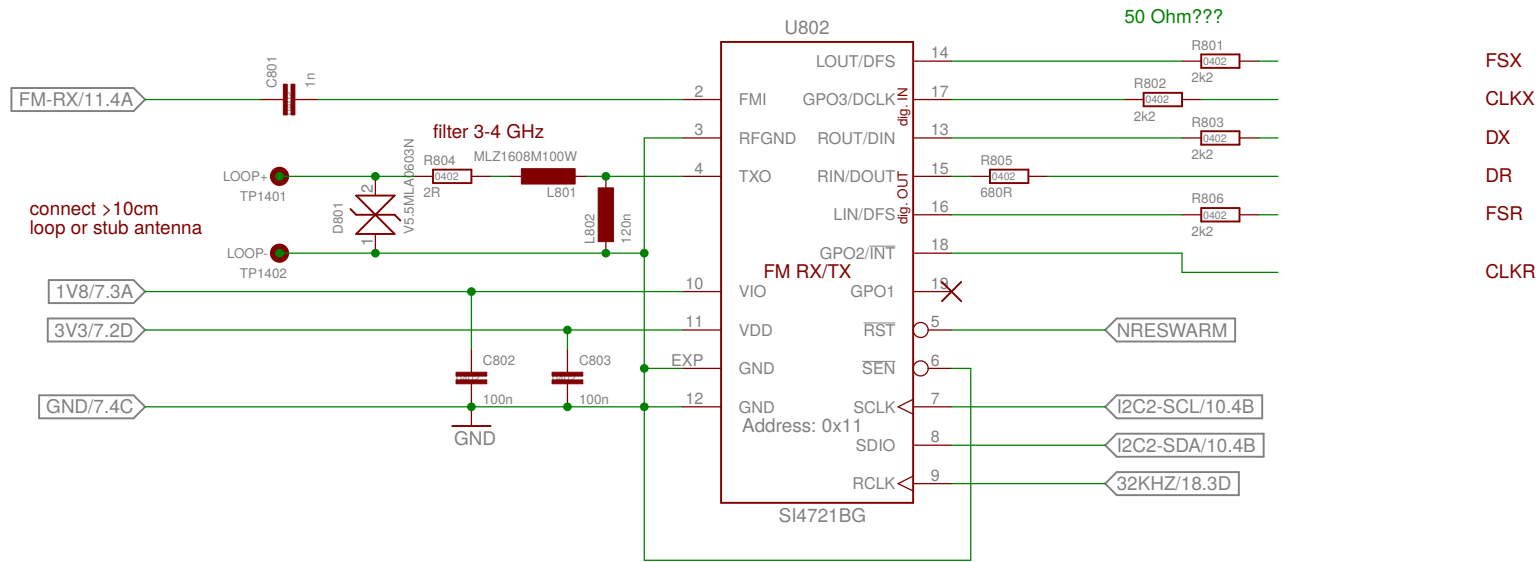 50 Ohm???
U802
FM-RX/11.4A
C801
1n
2
FMI
3
RFGND
4
TXO
10
VIO
11
VDD
EXP
GND
12
GND
filter 3-4 GHz
MLZ1608M100W
R804
0402
2R
L801
L802
120n
LOOP+
TP1401
D801
V5.5MLA0603N
2
1
connect >10cm
loop or stub antenna
LOOP-
TP1402
1V8/7.3A
3V3/7.2D
GND/7.4C
C802
100n
C803
100n
GND
FM RX/TX
Address: 0x11
SI4721BG
dig. IN
dig. OUT
LOUT/DFS
14
R801
0402
2k2
FSX
GPO3/DCLK
17
R802
0402
2k2
CLKX
ROUT/DIN
13
R803
0402
2k2
DX
RIN/DOUT
15
R805
0402
680R
DR
LIN/DFS
16
R806
0402
2k2
FSR
GPO2/INT
18
CLKR
GPO1
19
RST
5
NRESWARM
SEN
6
SCLK
7
I2C2-SCL/10.4B
SDIO
8
I2C2-SDA/10.4B
RCLK
9
32KHZ/18.3D